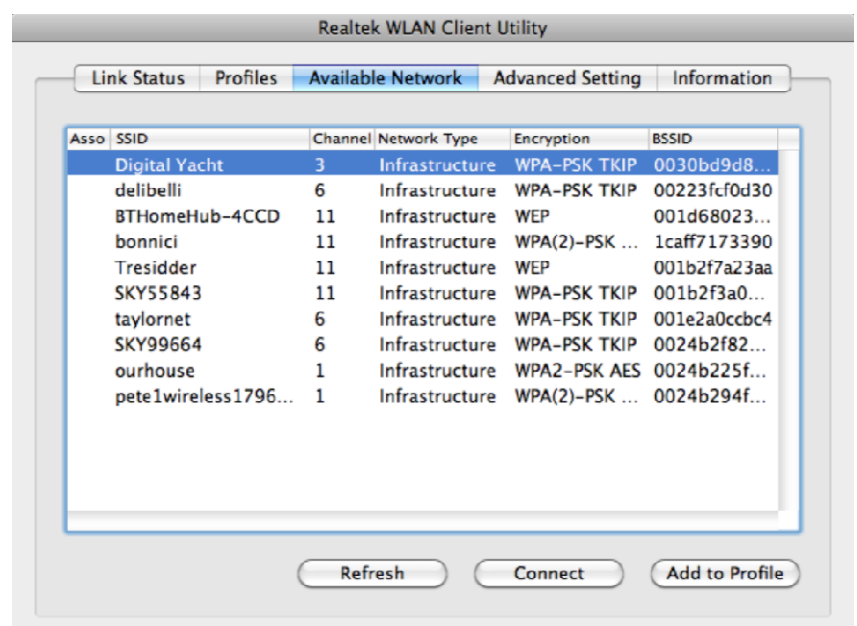 Realtek WLAN Client Utility
Link Status Profiles Available Network Advanced Setting Information
Asso SSID Channel Network Type Encryption BSSID
Digital Yacht 3 Infrastructure WPA-PSK TKIP 0030bd9d8...
delibelli 6 Infrastructure WPA-PSK TKIP 00223fcf0d30
BTHomeHub-4CCD 11 Infrastructure WEP 001d68023...
bonnici 11 Infrastructure WPA(2)-PSK ... 1caff7173390
Tresidder 11 Infrastructure WEP 001b2f7a23aa
SKY55843 11 Infrastructure WPA-PSK TKIP 001b2f3a0...
taylornet 6 Infrastructure WPA-PSK TKIP 001e2a0ccbc4
SKY99664 6 Infrastructure WPA-PSK TKIP 0024b2f82...
ourhouse 1 Infrastructure WPA2-PSK AES 0024b225f...
pete1wireless1796... 1 Infrastructure WPA(2)-PSK ... 0024b294f...
Refresh Connect Add to Profile